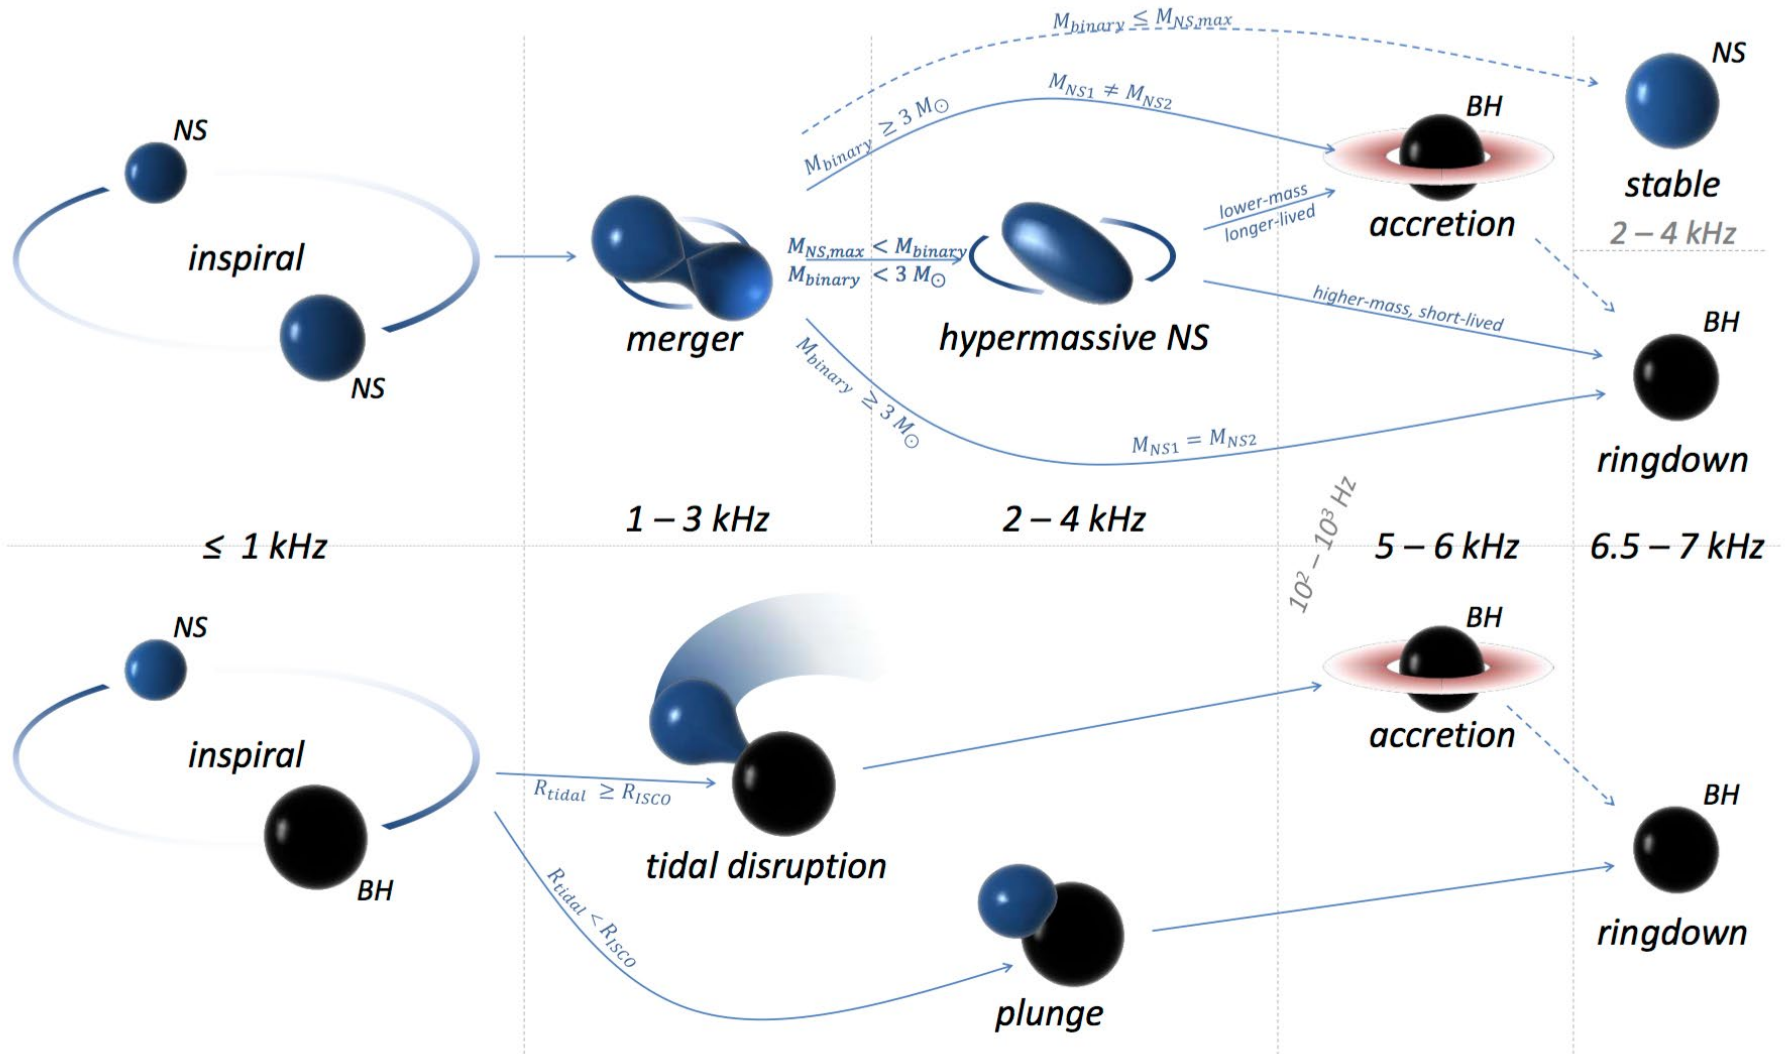 M_binary ≤ M_NS,max
NS
M_binary ≥ 3 M_⊙
M_NS1 ≠ M_NS2
BH
NS
stable
2 – 4 kHz
accretion
lower-mass
longer-lived
inspiral
M_NS,max < M_binary
M_binary < 3 M_⊙
merger
hypermassive NS
higher-mass, short-lived
BH
NS
M_binary ≥ 3 M_⊙
M_NS1 = M_NS2
ringdown
≤ 1 kHz
1 – 3 kHz
2 – 4 kHz
10² – 10³ Hz
5 – 6 kHz
6.5 – 7 kHz
NS
BH
inspiral
accretion
R_tidal ≥ R_ISCO
BH
BH
tidal disruption
R_tidal < R_ISCO
ringdown
plunge